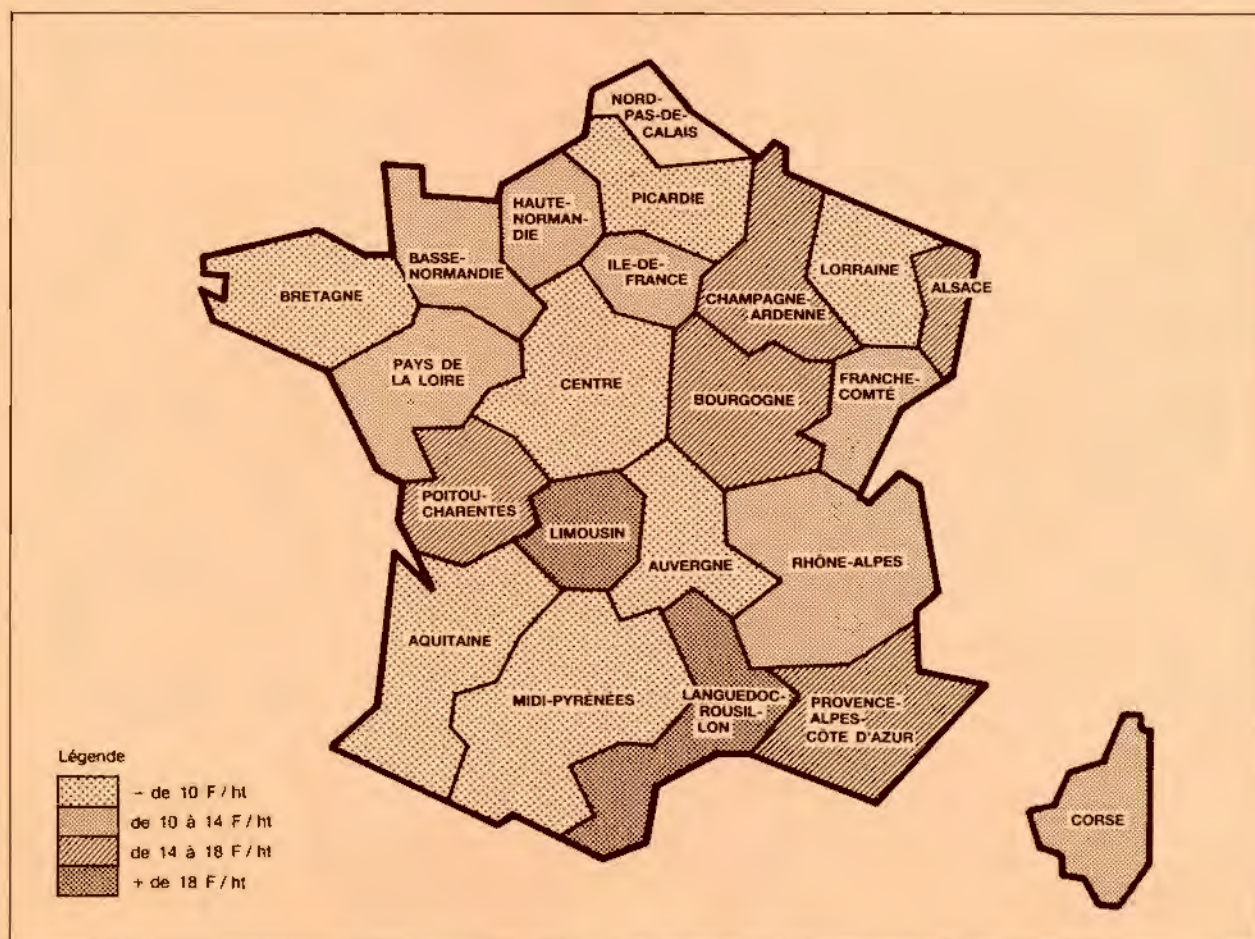 NORD-
PAS-DE-
CALAIS
PICARDIE
HAUTE-
NORMAN-
DIE
BASSE-
NORMANDIE
ILE-DE-
FRANCE
CHAMPAGNE-
ARDENNE
LORRAINE
ALSACE
BRETAGNE
PAYS DE
LA LOIRE
CENTRE
BOURGOGNE
FRANCHE-
COMTÉ
POITOU-
CHARENTES
LIMOUSIN
AUVERGNE
RHÔNE-ALPES
AQUITAINE
MIDI-PYRÉNÉES
LANGUEDOC-
ROUSIL-
LON
PROVENCE-
ALPES-
CÔTE D'AZUR
CORSE
Légende
- de 10 F/ht
de 10 à 14 F/ht
de 14 à 18 F/ht
+ de 18 F/ht